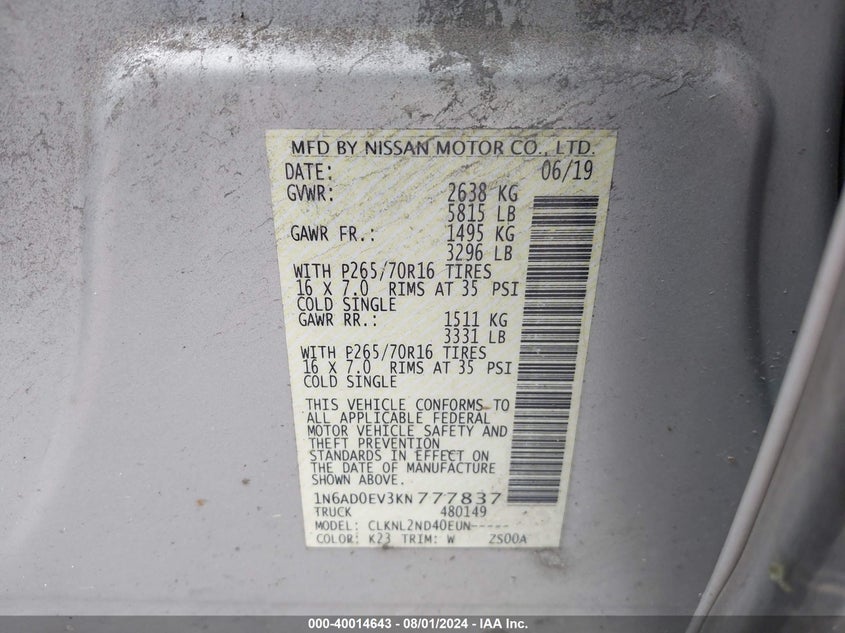 MFD BY NISSAN MOTOR CO., LTD.
DATE: 06/19
GVWR: 2638 KG
5815 LB
GAWR FR.: 1495 KG
3296 LB
WITH P265/70R16 TIRES
16 X 7.0 RIMS AT 35 PSI
COLD SINGLE
GAWR RR.: 1511 KG
3331 LB
WITH P265/70R16 TIRES
16 X 7.0 RIMS AT 35 PSI
COLD SINGLE
THIS VEHICLE CONFORMS TO
ALL APPLICABLE FEDERAL
MOTOR VEHICLE SAFETY AND
THEFT PREVENTION
STANDARDS IN EFFECT ON
THE DATE OF MANUFACTURE
SHOWN ABOVE.
1N6AD0EV3KN777837
TRUCK 480149
MODEL: CLKNL2ND40EUN-----
COLOR: K23 TRIM: W ZS00A
000-40014643 - 08/01/2024 - IAA Inc.